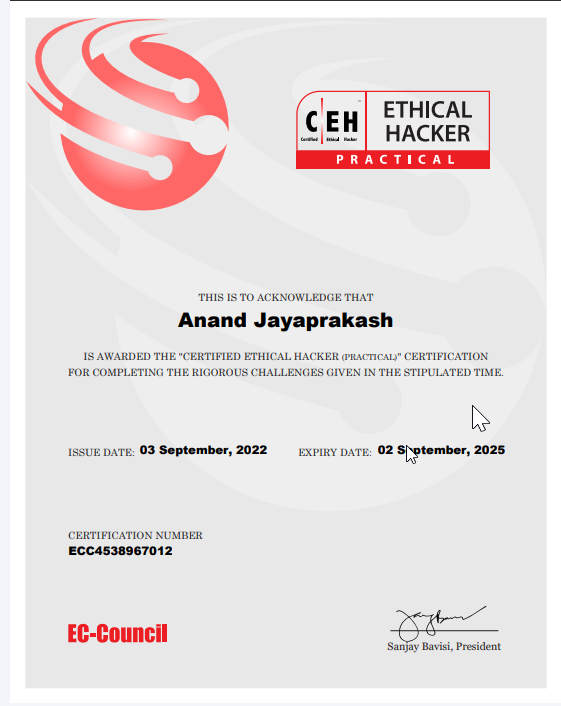 CEH
Certified Ethical Hacker
ETHICAL
HACKER
PRACTICAL
THIS IS TO ACKNOWLEDGE THAT
Anand Jayaprakash
IS AWARDED THE "CERTIFIED ETHICAL HACKER (PRACTICAL)" CERTIFICATION
FOR COMPLETING THE RIGOROUS CHALLENGES GIVEN IN THE STIPULATED TIME.
ISSUE DATE: 03 September, 2022 EXPIRY DATE: 02 September, 2025
CERTIFICATION NUMBER
ECC4538967012
EC-Council
Sanjay Bavisi, President